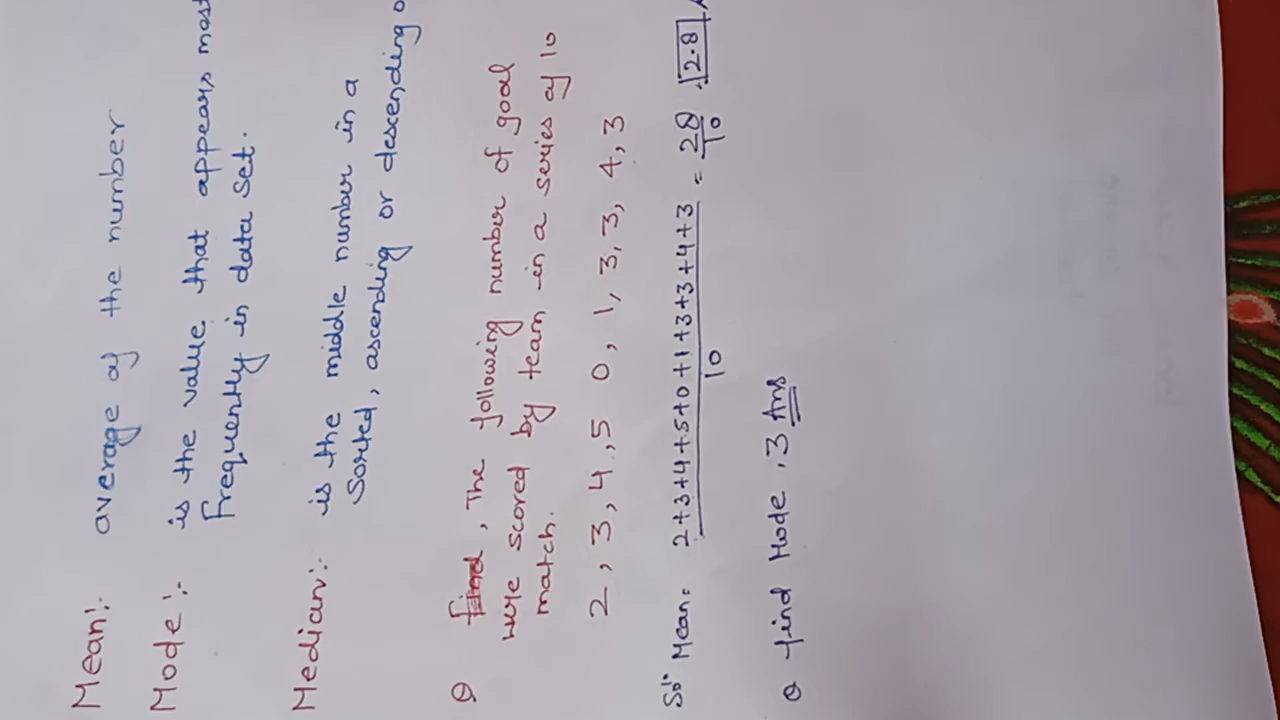 Mean:- average of the number
Mode:- is the value that appears most
frequently in data set.
Median:- is the middle number in a
Sorted, ascending or descending o
Q The following number of goal
were scored by team in a series of 10
match.
2, 3, 4, 5 0, 1, 3, 3, 4, 3
Sol^n Mean = 2+3+4+5+0+1+3+3+4+3 / 10 = 28/10 = 2.8
Q find Mode, 3 Ans